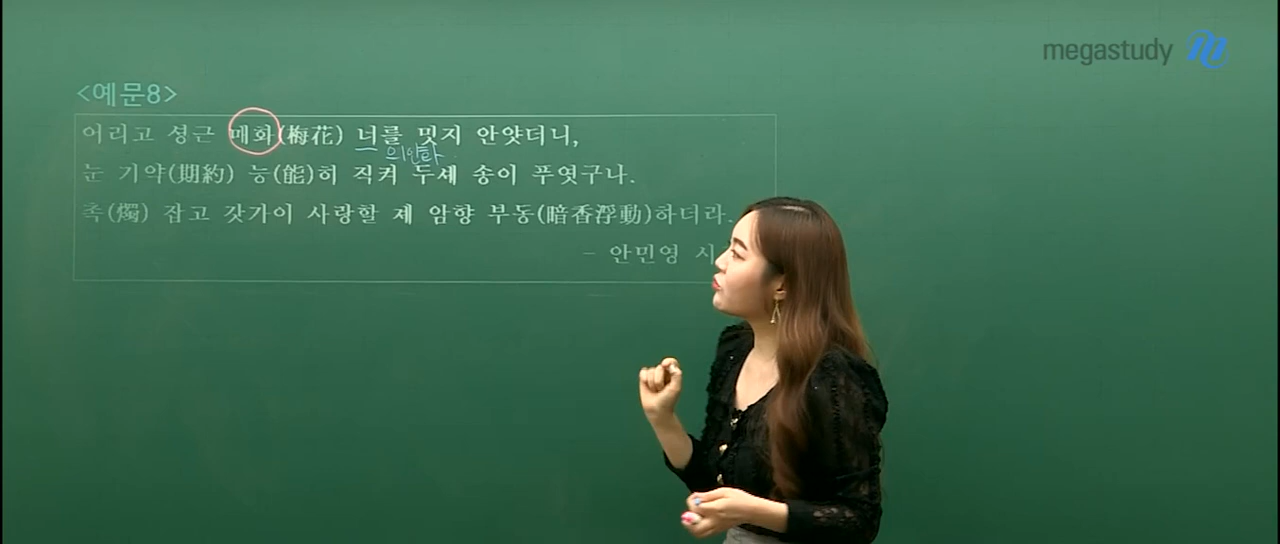 megastudy
<예문8>
어리고 셩근 매화(梅花) 너를 밋지 안얏더니,
의인화
눈 기약(期約) 능(能)히 직켜 두세 송이 푸엿구나.
촉(燭) 잡고 갓가이 사랑할 제 암향 부동(暗香浮動)하더라.
- 안민영 시